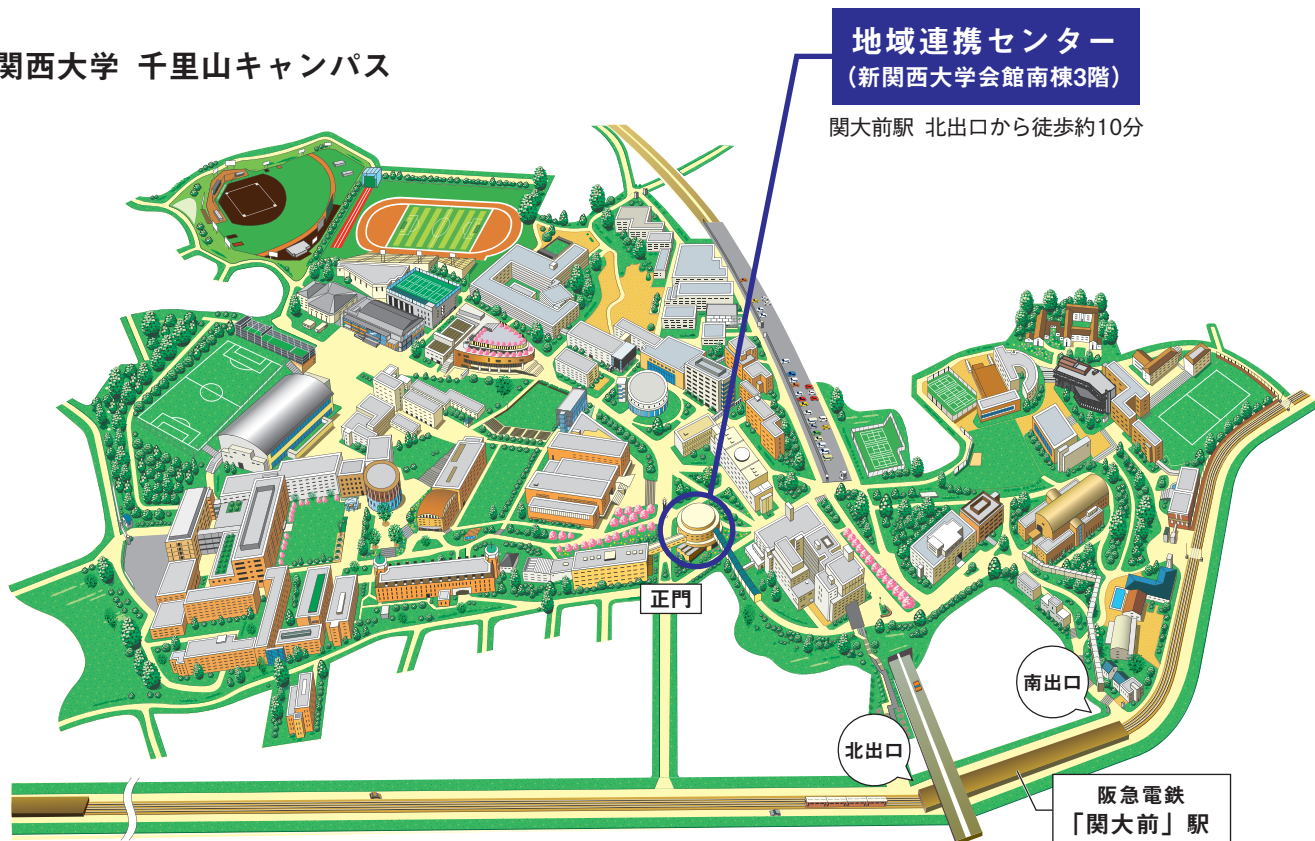 関西大学 千里山キャンパス
地域連携センター
（新関西大学会館南棟3階）
関大前駅 北出口から徒歩約10分
正門
南出口
北出口
阪急電鉄
「関大前」駅